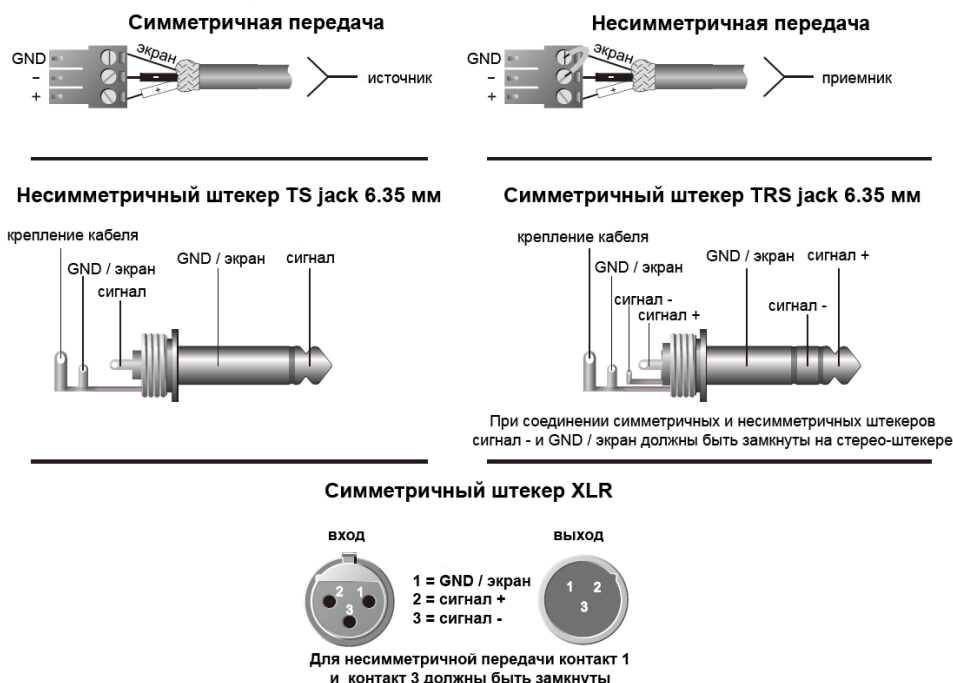 Симметричная передача
GND
–
+
экран
-
+
источник
Несимметричная передача
GND
–
+
экран
-
+
приемник
Несимметричный штекер TS jack 6.35 мм
крепление кабеля
GND / экран
сигнал
GND / экран
сигнал
Симметричный штекер TRS jack 6.35 мм
крепление кабеля
GND / экран
сигнал -
сигнал +
GND / экран
сигнал +
сигнал -
При соединении симметричных и несимметричных штекеров
сигнал - и GND / экран должны быть замкнуты на стерео-штекере
Симметричный штекер XLR
вход
2 1
3
1 = GND / экран
2 = сигнал +
3 = сигнал -
выход
1 2
3
Для несимметричной передачи контакт 1
и контакт 3 должны быть замкнуты